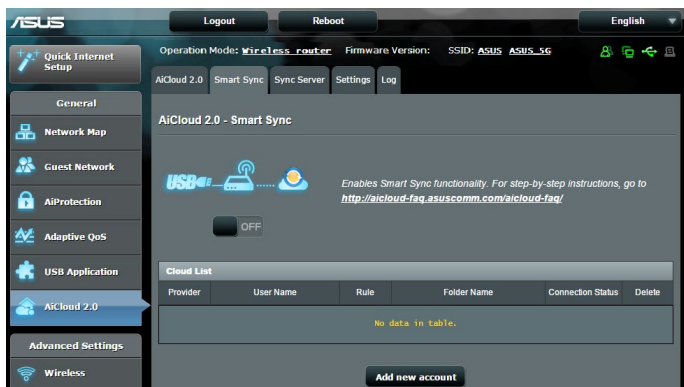 ASUS
Logout
Reboot
English
Quick Internet
Setup
Operation Mode: Wireless router Firmware Version: SSID: ASUS ASUS_5G
AiCloud 2.0
Smart Sync
Sync Server
Settings
Log
General
Network Map
Guest Network
AiProtection
Adaptive QoS
USB Application
AiCloud 2.0
Advanced Settings
Wireless
AiCloud 2.0 - Smart Sync
USB
Enables Smart Sync functionality. For step-by-step instructions, go to
http://aicloud-faq.asuscomm.com/aicloud-faq/
OFF
Cloud List
Provider User Name Rule Folder Name Connection Status Delete
No data in table.
Add new account